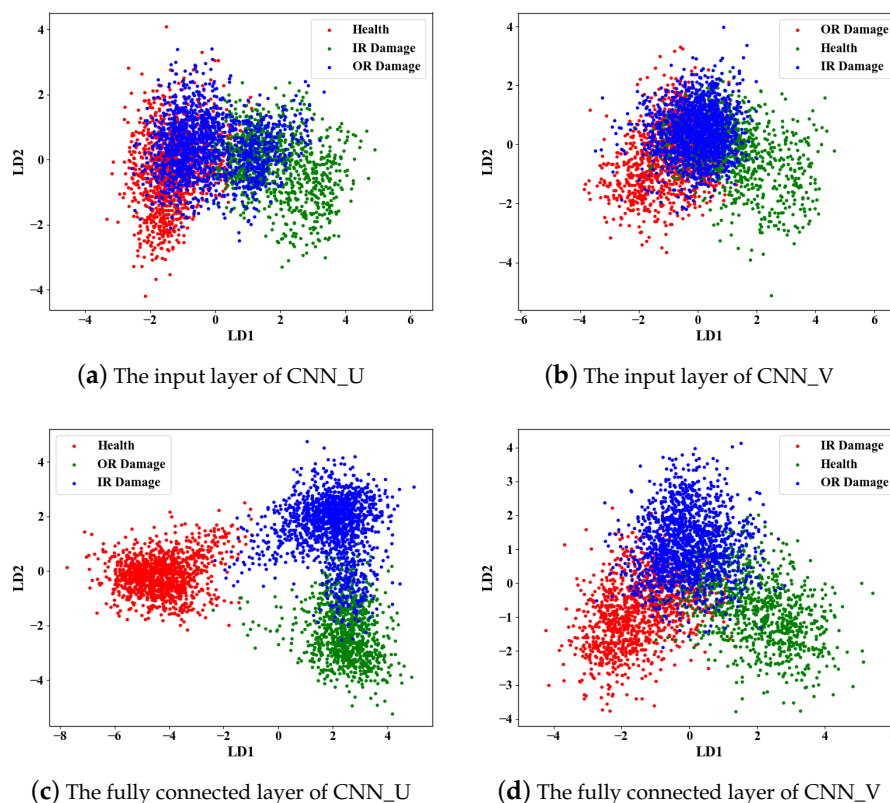 Health
IR Damage
OR Damage
4
2
0
−2
−4
LD2
−4
−2
0
2
4
6
LD1
(a) The input layer of CNN_U
OR Damage
Health
IR Damage
4
2
0
−2
−4
LD2
−6
−4
−2
0
2
4
6
LD1
(b) The input layer of CNN_V
Health
OR Damage
IR Damage
4
2
0
−2
−4
LD2
−8
−6
−4
−2
0
2
4
LD1
(c) The fully connected layer of CNN_U
IR Damage
Health
OR Damage
4
3
2
1
0
−1
−2
−3
−4
LD2
−4
−2
0
2
4
LD1
(d) The fully connected layer of CNN_V